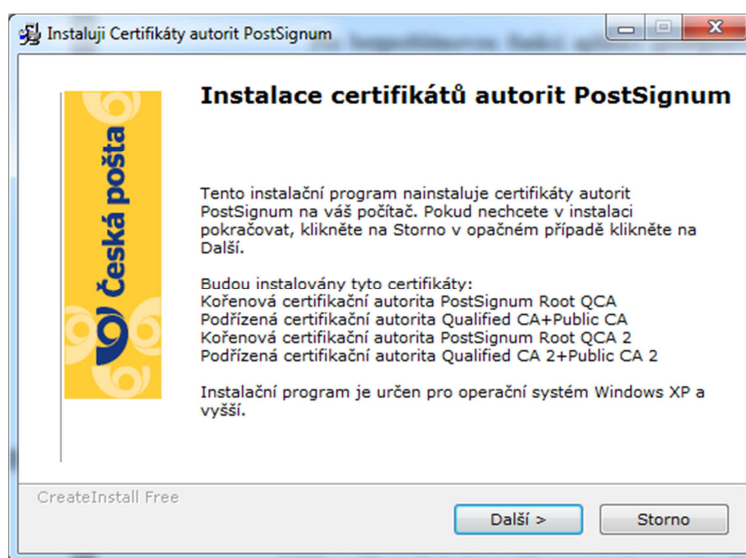 Instaluji Certifikáty autorit PostSignum
Instalace certifikátů autorit PostSignum
Česká pošta
Tento instalační program nainstaluje certifikáty autorit
PostSignum na váš počítač. Pokud nechcete v instalaci
pokračovat, klikněte na Storno v opačném případě klikněte na
Další.
Budou instalovány tyto certifikáty:
Kořenová certifikační autorita PostSignum Root QCA
Podřízená certifikační autorita Qualified CA+Public CA
Kořenová certifikační autorita PostSignum Root QCA 2
Podřízená certifikační autorita Qualified CA 2+Public CA 2
Instalační program je určen pro operační systém Windows XP a
vyšší.
CreateInstall Free
Další >
Storno